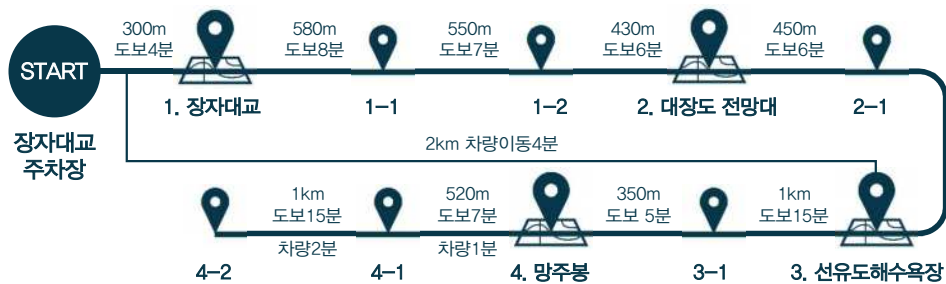 START
장자대교
주차장
300m
도보4분
1. 장자대교
580m
도보8분
1-1
550m
도보7분
1-2
430m
도보6분
2. 대장도 전망대
450m
도보6분
2-1
2km 차량이동4분
3. 선유도해수욕장
1km
도보15분
3-1
350m
도보 5분
4. 망주봉
520m
도보7분
차량1분
4-1
1km
도보15분
차량2분
4-2